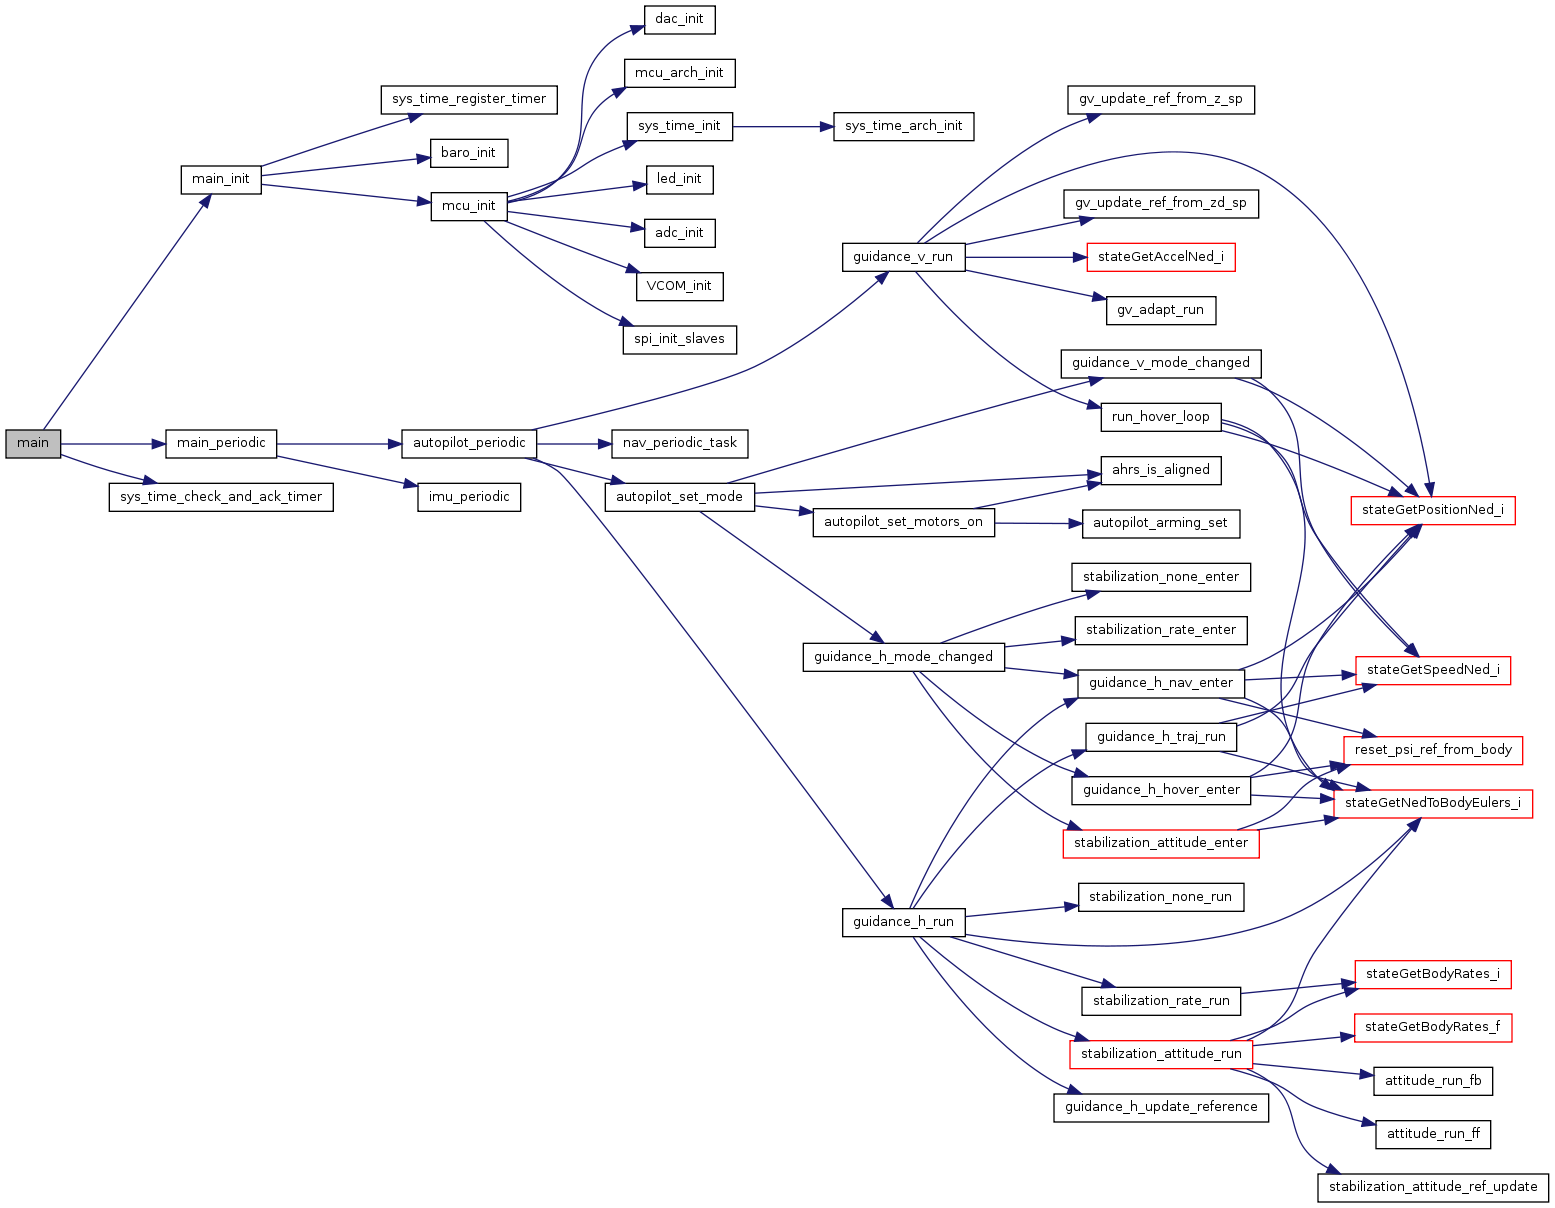 dac_init
mcu_arch_init
sys_time_register_timer
gv_update_ref_from_z_sp
sys_time_init
sys_time_arch_init
baro_init
main_init
led_init
mcu_init
gv_update_ref_from_zd_sp
adc_init
guidance_v_run
stateGetAccelNed_i
VCOM_init
gv_adapt_run
spi_init_slaves
guidance_v_mode_changed
run_hover_loop
main
main_periodic
autopilot_periodic
nav_periodic_task
ahrs_is_aligned
sys_time_check_and_ack_timer
imu_periodic
autopilot_set_mode
stateGetPositionNed_i
autopilot_set_motors_on
autopilot_arming_set
stabilization_none_enter
stabilization_rate_enter
guidance_h_mode_changed
stateGetSpeedNed_i
guidance_h_nav_enter
guidance_h_traj_run
reset_psi_ref_from_body
guidance_h_hover_enter
stateGetNedToBodyEulers_i
stabilization_attitude_enter
stabilization_none_run
guidance_h_run
stateGetBodyRates_i
stabilization_rate_run
stateGetBodyRates_f
stabilization_attitude_run
attitude_run_fb
guidance_h_update_reference
attitude_run_ff
stabilization_attitude_ref_update